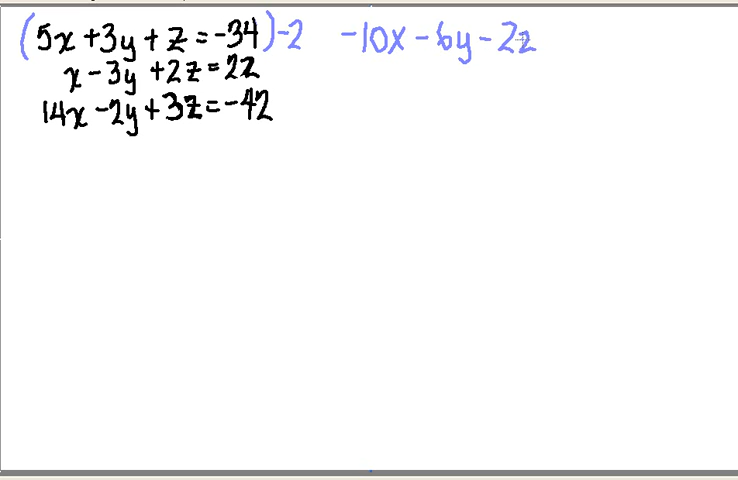 (5x + 3y + z = -34) -2 -10x - 6y - 2z
x - 3y + 2z = 22
14x - 2y + 3z = -42